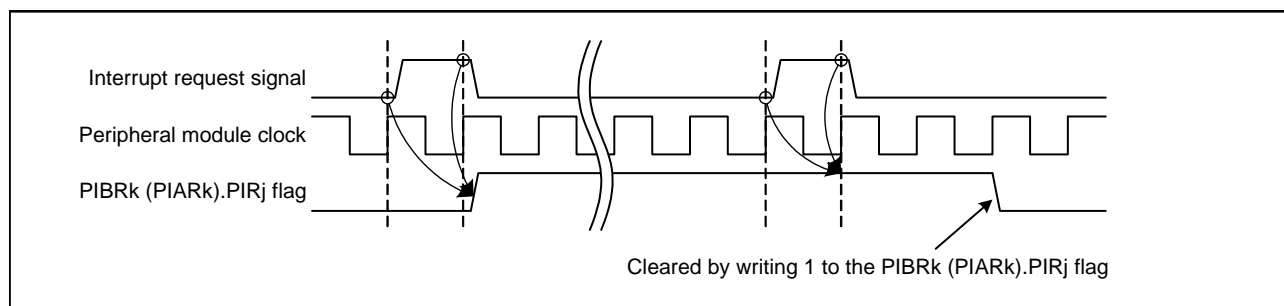 Interrupt request signal
Peripheral module clock
PIBRk (PIARk).PIRj flag
Cleared by writing 1 to the PIBRk (PIARk).PIRj flag